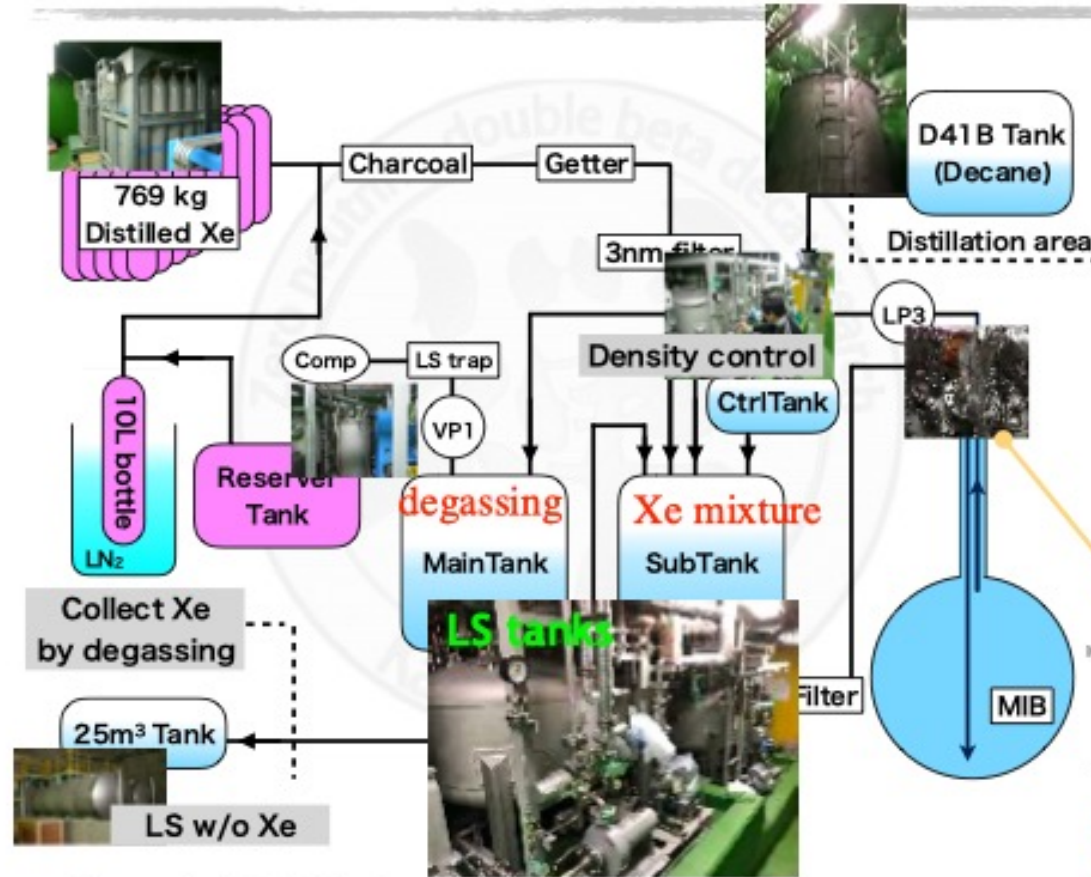 769 kg
Distilled Xe
Charcoal
Getter
3nm filter
D41B Tank
(Decane)
Distillation area
LP3
Density control
CtrlTank
Comp
LS trap
VP1
10L bottle
LN₂
Reserver
Tank
degassing
MainTank
Xe mixture
SubTank
Collect Xe
by degassing
LS tanks
25m³ Tank
LS w/o Xe
Filter
MIB
double beta